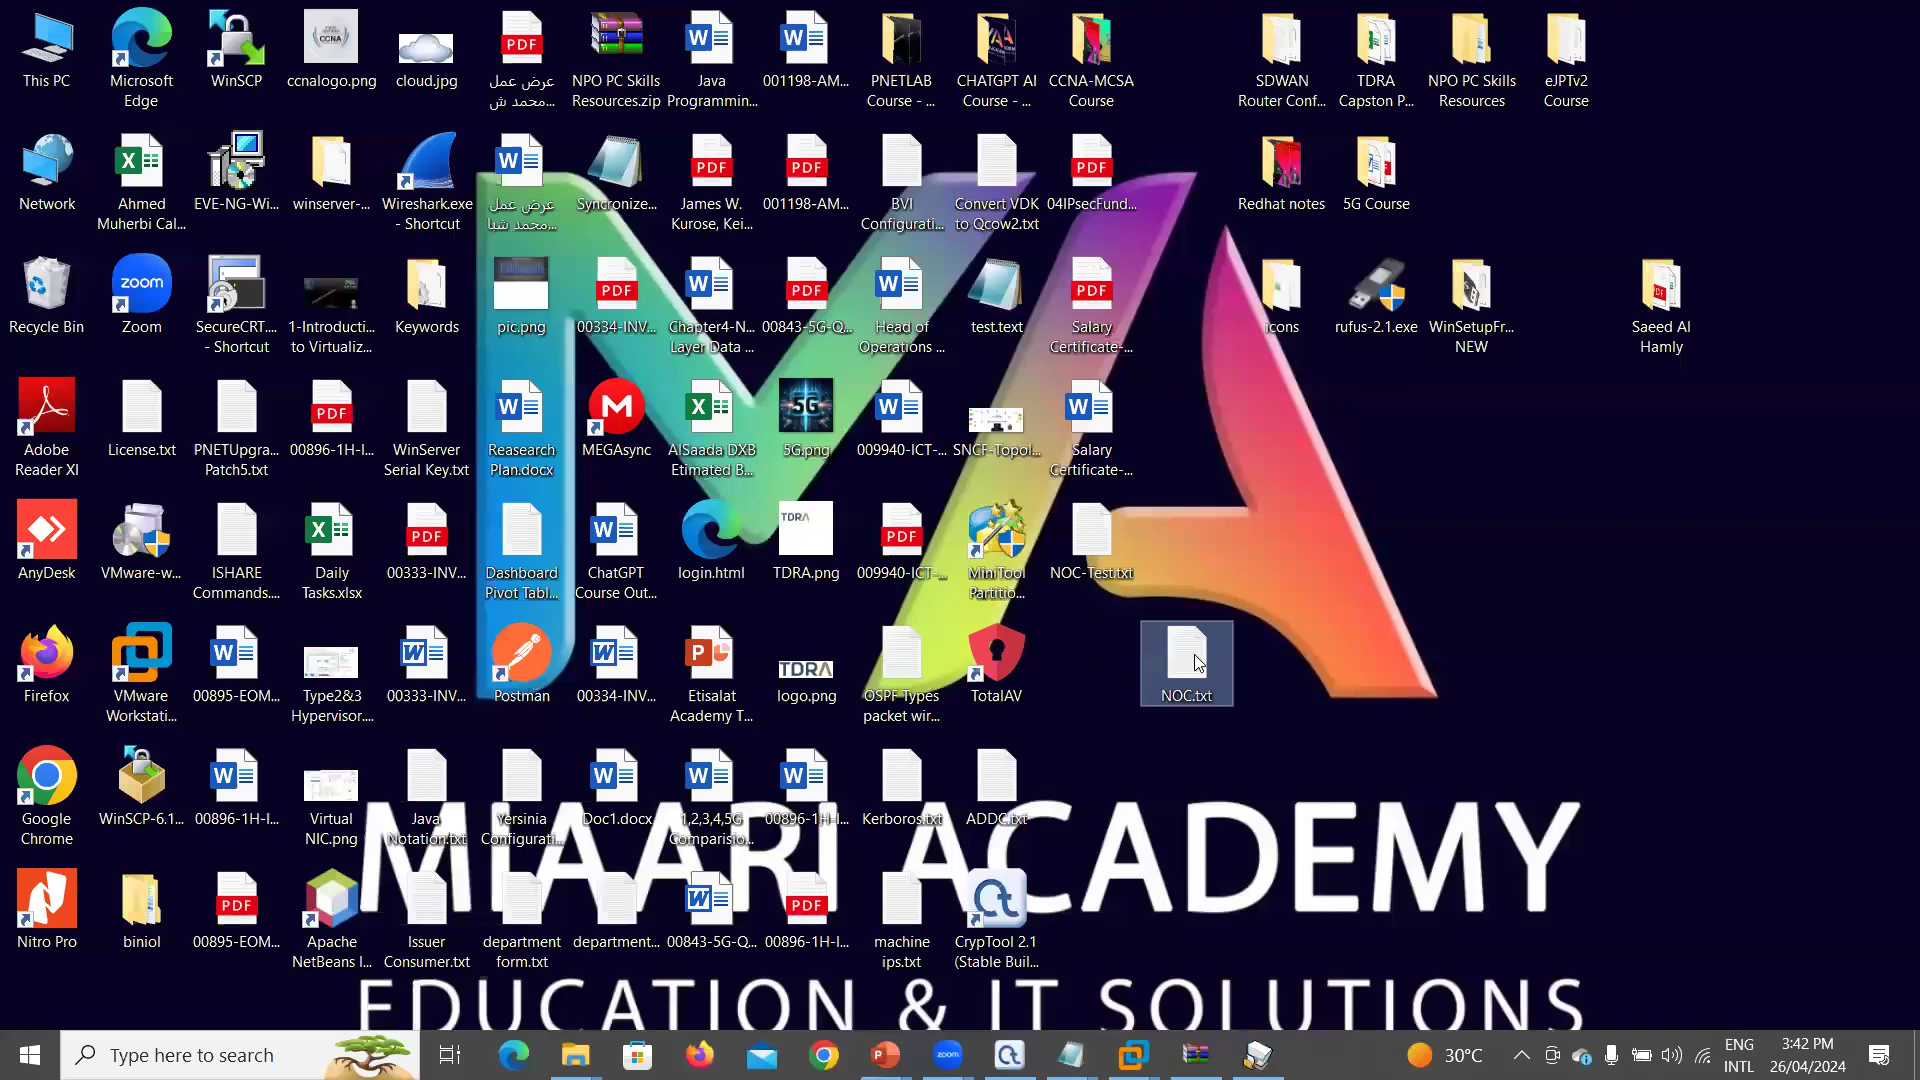 This PC
Microsoft
Edge
WinSCP
ccnalogo.png
cloud.jpg
عرض عمل
محمد ش...
NPO PC Skills
Resources.zip
Java
Programmin...
001198-AM...
PNETLAB
Course - ...
CHATGPT AI
Course - ...
CCNA-MCSA
Course
SDWAN
Router Conf...
TDRA
Capston P...
NPO PC Skills
Resources
eJPTv2
Course
Network
Ahmed
Muherbi Cal...
EVE-NG-Wi...
winserver-...
Wireshark.exe
- Shortcut
عرض عمل
محمد شبا...
Syncronize...
James W.
Kurose, Kei...
001198-AM...
BVI
Configurati...
Convert VDK
to Qcow2.txt
04IPsecFund...
Redhat notes
5G Course
Recycle Bin
Zoom
SecureCRT....
- Shortcut
1-Introducti...
to Virtualiz...
Keywords
pic.png
00334-INV...
Chapter4-N...
Layer Data ...
00843-5G-Q...
Head of
Operations ...
test.text
Salary
Certificate-...
icons
rufus-2.1.exe
WinSetupFr...
NEW
Saeed Al
Hamly
Adobe
Reader XI
License.txt
PNETUpgra...
Patch5.txt
00896-1H-I...
WinServer
Serial Key.txt
Reasearch
Plan.docx
MEGAsync
AlSaada DXB
Etimated B...
5G.png
009940-ICT-...
SNCF-Topol...
Salary
Certificate-...
AnyDesk
VMware-w...
ISHARE
Commands....
Daily
Tasks.xlsx
00333-INV...
Dashboard
Pivot Tabl...
ChatGPT
Course Out...
login.html
TDRA
TDRA.png
009940-ICT-...
MiniTool
Partitio...
NOC-Test.txt
Firefox
VMware
Workstati...
00895-EOM...
Type2&3
Hypervisor....
00333-INV...
Postman
00334-INV...
Etisalat
Academy T...
TDRA
logo.png
OSPF Types
packet wir...
TotalAV
NOC.txt
Google
Chrome
WinSCP-6.1...
00896-1H-I...
Virtual
NIC.png
Java
Notation.txt
Yersinia
Configurati...
Doc1.docx
1,2,3,4,5G
Comparisio...
00896-1H-I...
Kerboros.txt
ADDC.txt
MIAARI ACADEMY
Nitro Pro
biniol
00895-EOM...
Apache
NetBeans I...
Issuer
Consumer.txt
department
form.txt
department...
00843-5G-Q...
00896-1H-I...
machine
ips.txt
CrypTool 2.1
(Stable Buil...
EDUCATION & IT SOLUTIONS
Type here to search
30°C
ENG
INTL
3:42 PM
26/04/2024